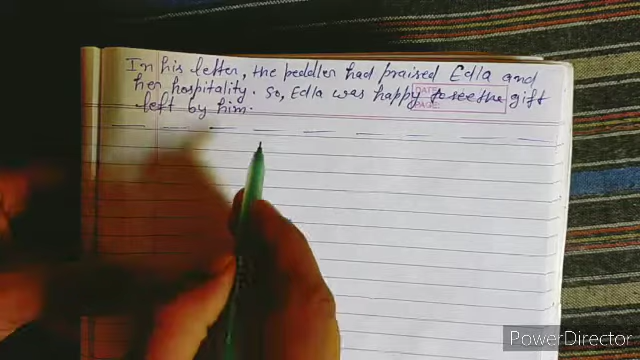 In his letter, the peddler had praised Edla and
her hospitality. So, Edla was happy to see the gift
left by him.
DATE
PAGE
PowerDirector